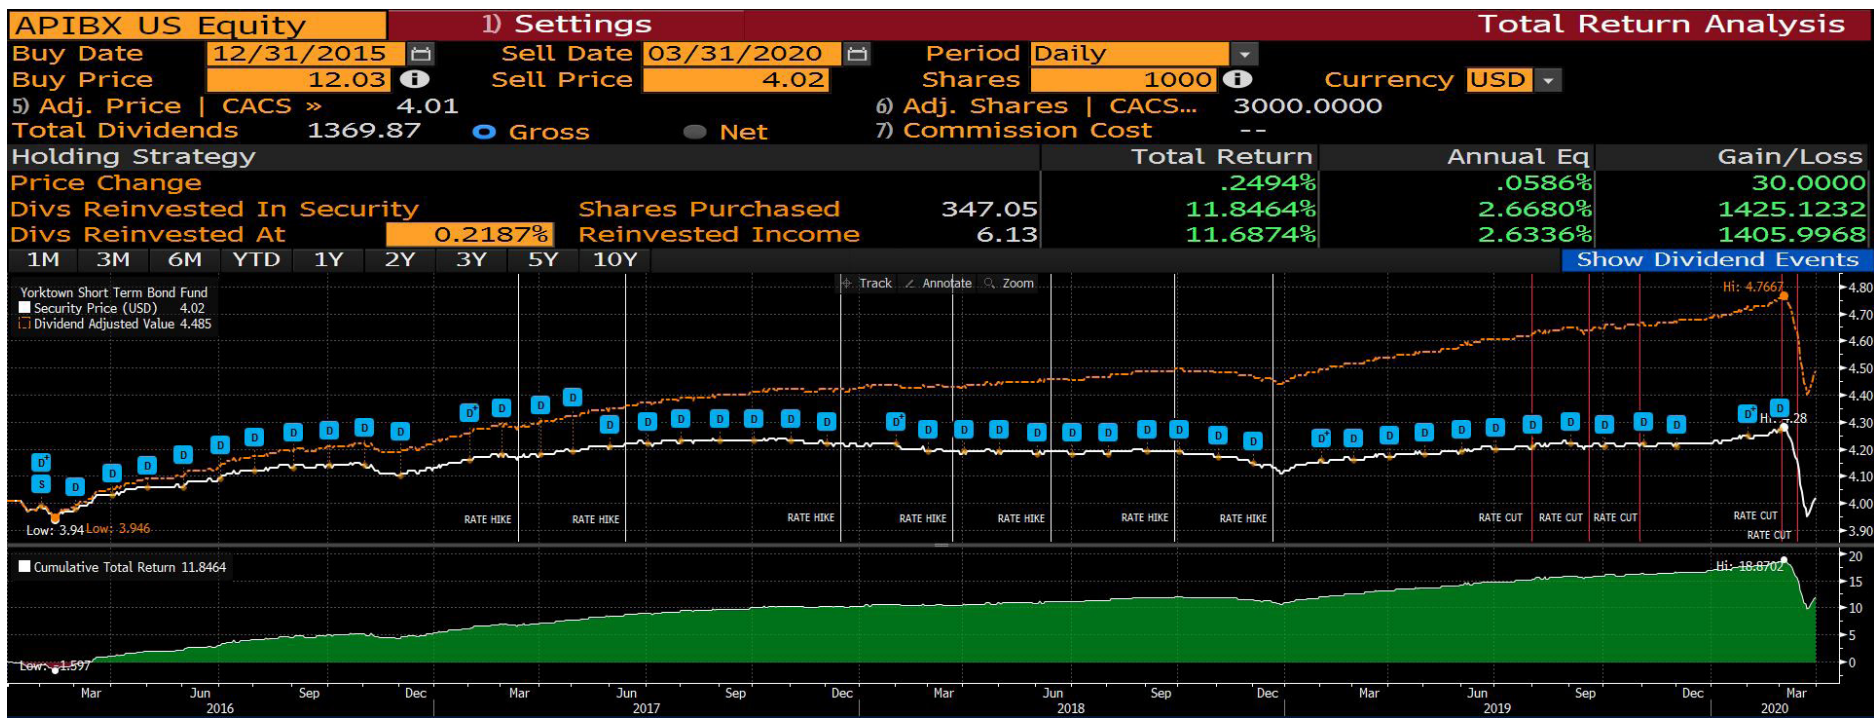 APIBX US Equity 1) Settings Total Return Analysis
Buy Date 12/31/2015 Sell Date 03/31/2020 Period Daily
Buy Price 12.03 Sell Price 4.02 Shares 1000 Currency USD
5) Adj. Price | CACS » 4.01 6) Adj. Shares | CACS... 3000.0000
Total Dividends 1369.87 Gross Net 7) Commission Cost --
Holding Strategy Total Return Annual Eq Gain/Loss
Price Change .2494% .0586% 30.0000
Divs Reinvested In Security Shares Purchased 347.05 11.8464% 2.6680% 1425.1232
Divs Reinvested At 0.2187% Reinvested Income 6.13 11.6874% 2.6336% 1405.9968
1M 3M 6M YTD 1Y 2Y 3Y 5Y 10Y Show Dividend Events
Track Annotate Zoom
Yorktown Short Term Bond Fund
Security Price (USD) 4.02
Dividend Adjusted Value 4.485
Hi: 4.7667
4.80
4.70
4.60
4.50
4.40
4.30
4.20
4.10
4.00
3.90
D+ D D D D D D D D D D D+ D D D D D D D D D D D+ D D D D D D D D D D D+ D D D D D D D D D D D+ D
S
Low: 3.94 Low: 3.946
RATE HIKE RATE HIKE RATE HIKE RATE HIKE RATE HIKE RATE HIKE RATE HIKE RATE CUT RATE CUT RATE CUT RATE CUT
RATE CUT
Cumulative Total Return 11.8464
Hi: 18.8702
20
15
10
5
0
Low: -1.597
Mar Jun Sep Dec Mar Jun Sep Dec Mar Jun Sep Dec Mar Jun Sep Dec Mar
2016 2017 2018 2019 2020